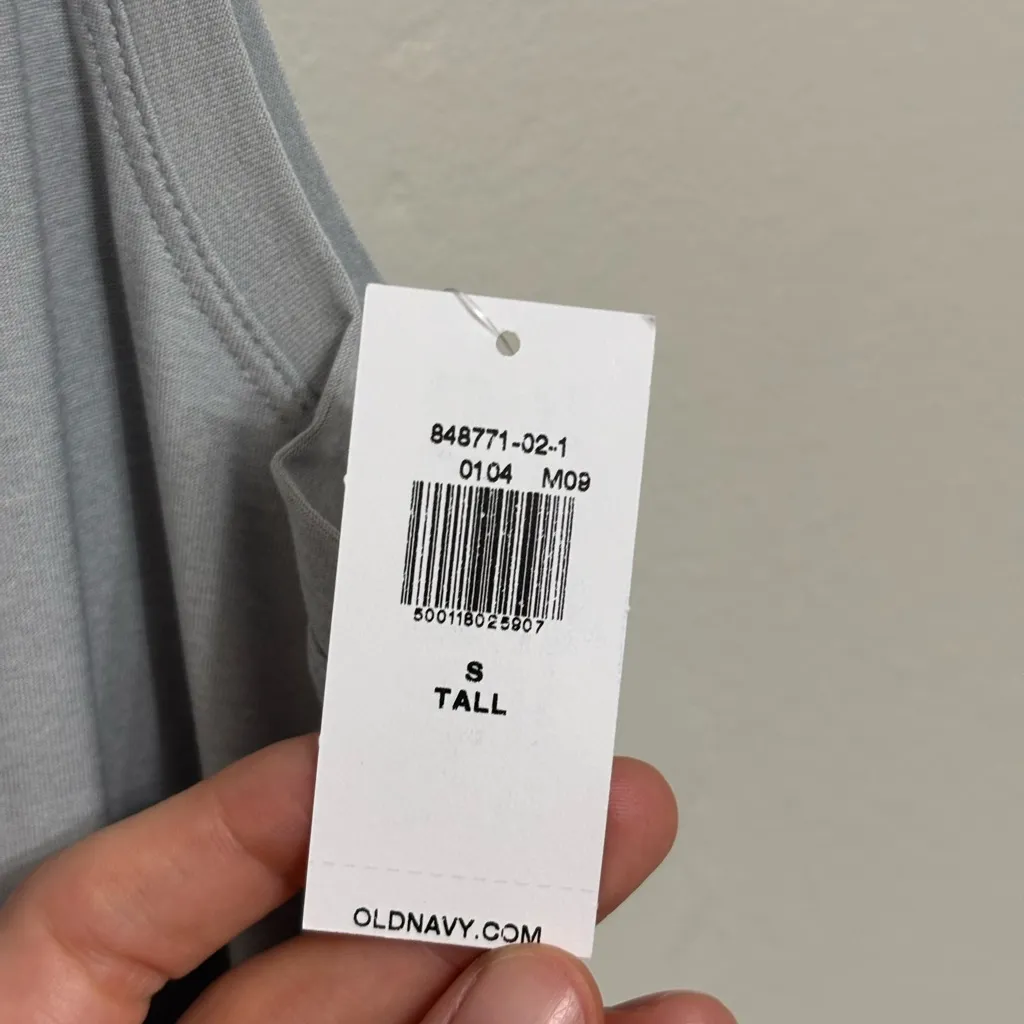 848771-02-1
0104 M09
500118025907
S
TALL
OLDNAVY.COM